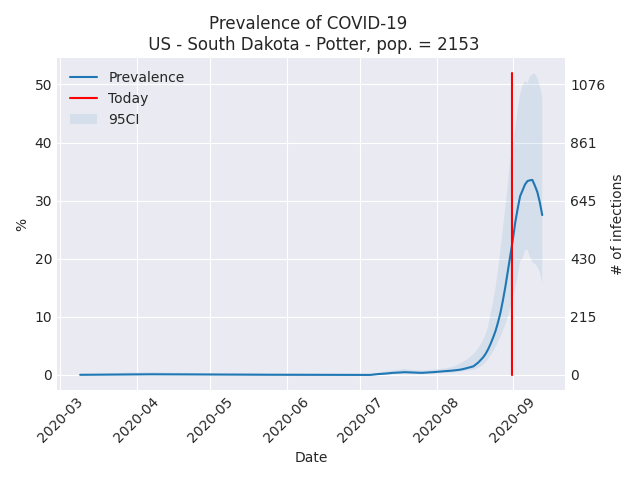 Prevalence of COVID-19
US - South Dakota - Potter, pop. = 2153
Prevalence
Today
95CI
50
40
30
20
10
0
%
1076
861
645
430
215
0
# of infections
2020-03
2020-04
2020-05
2020-06
2020-07
2020-08
2020-09
Date